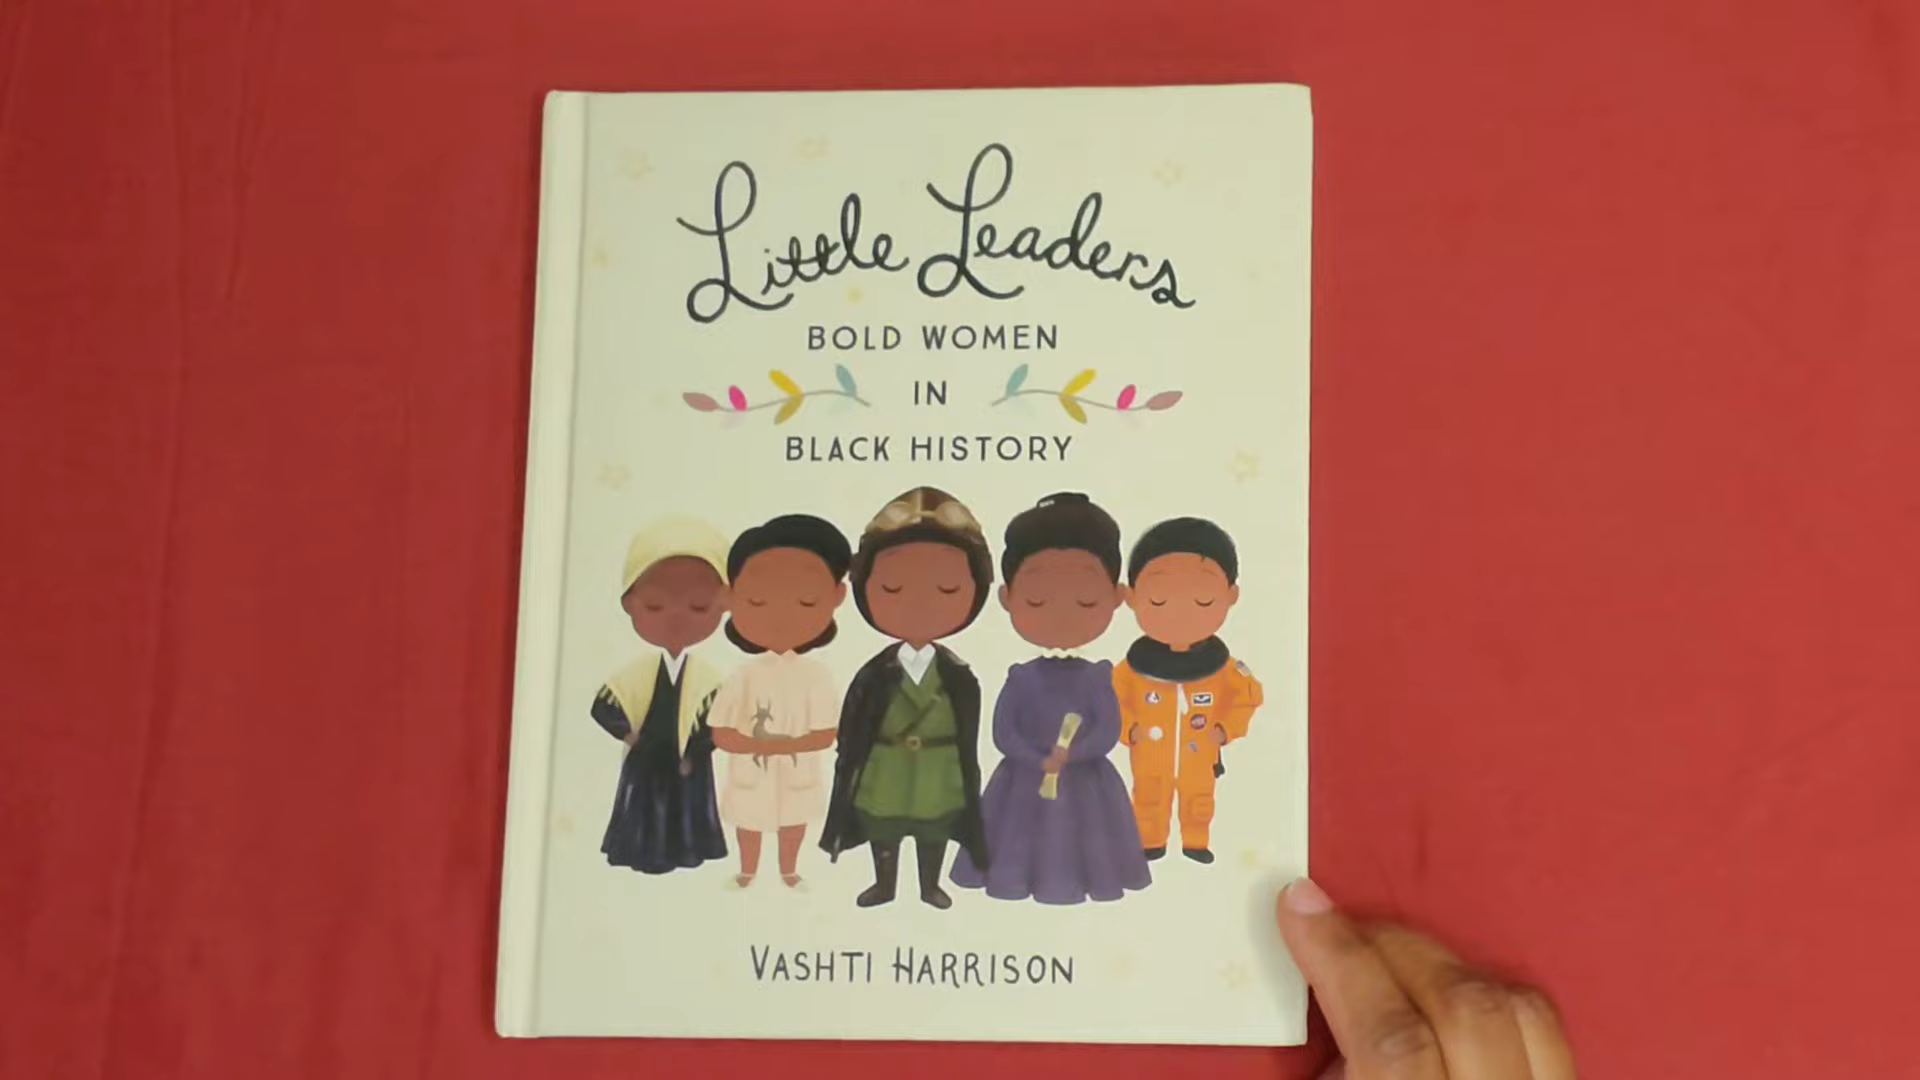 Little Leaders
BOLD WOMEN
IN
BLACK HISTORY
VASHTI HARRISON